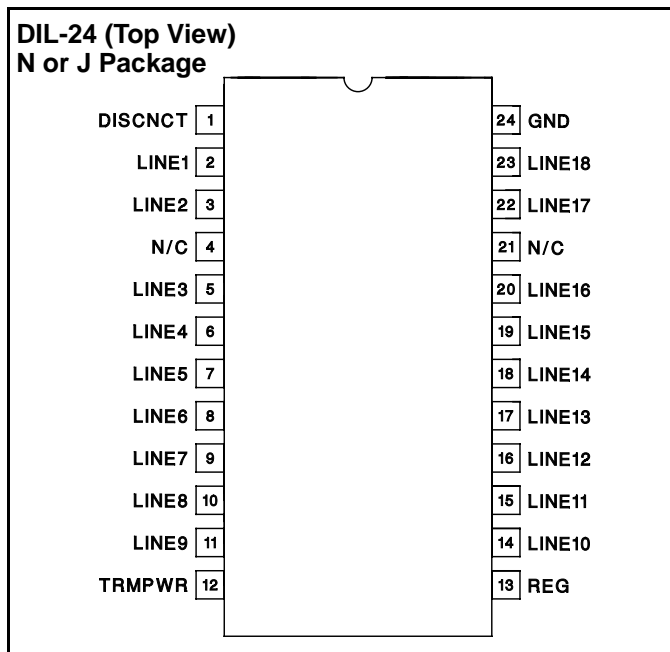 DIL-24 (Top View)
N or J Package
DISCNCT 1
LINE1 2
LINE2 3
N/C 4
LINE3 5
LINE4 6
LINE5 7
LINE6 8
LINE7 9
LINE8 10
LINE9 11
TRMPWR 12
24 GND
23 LINE18
22 LINE17
21 N/C
20 LINE16
19 LINE15
18 LINE14
17 LINE13
16 LINE12
15 LINE11
14 LINE10
13 REG